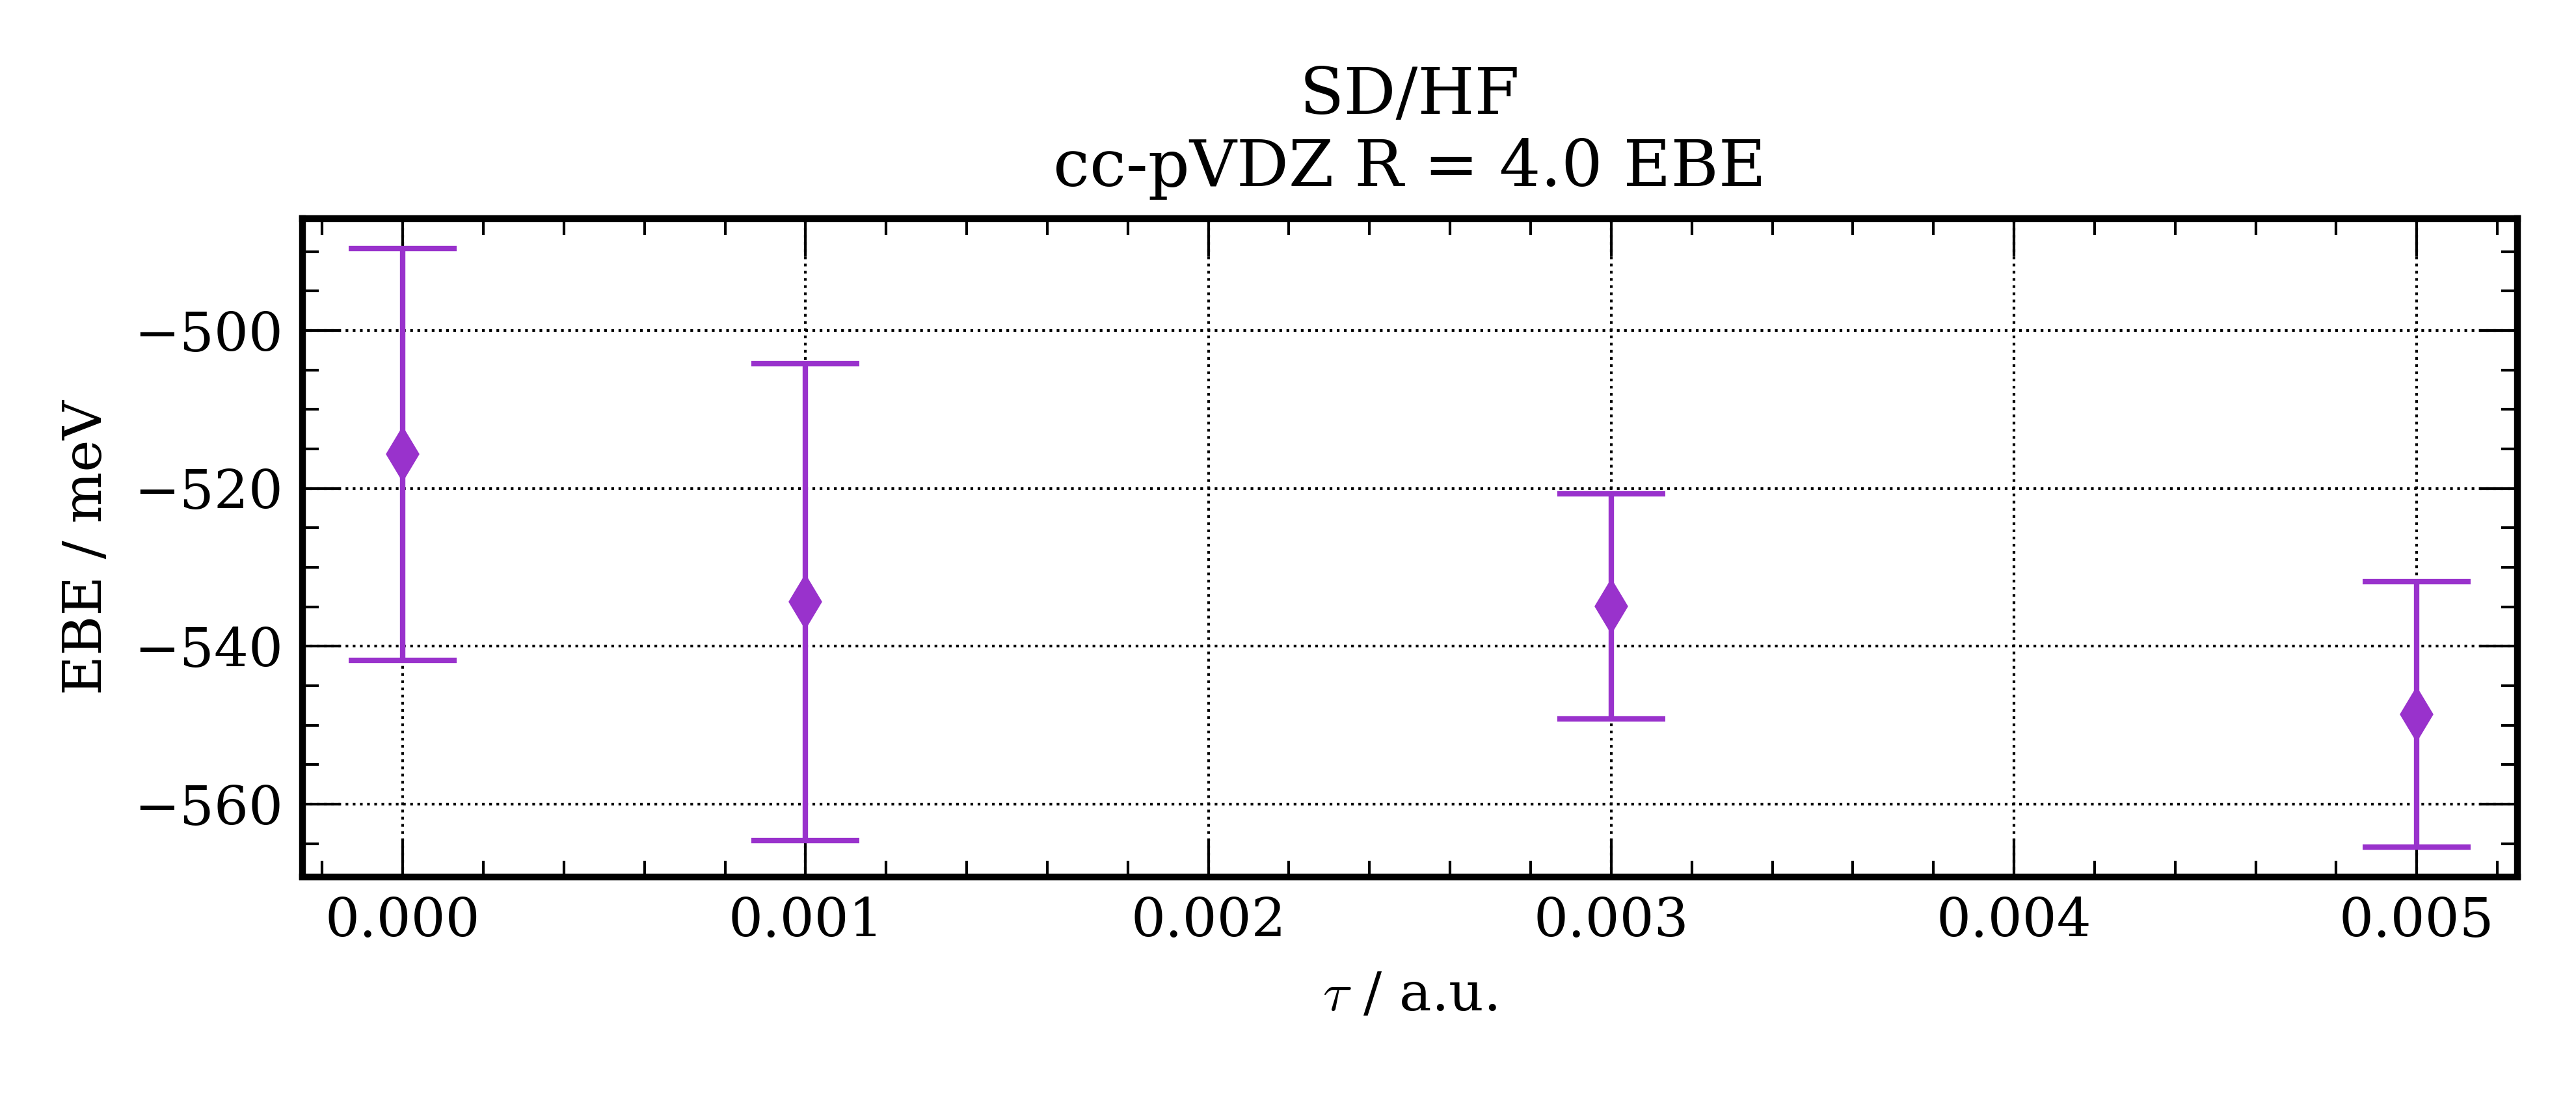 SD/HF
cc-pVDZ R = 4.0 EBE
EBE / meV
−500
−520
−540
−560
0.000 0.001 0.002 0.003 0.004 0.005
τ / a.u.